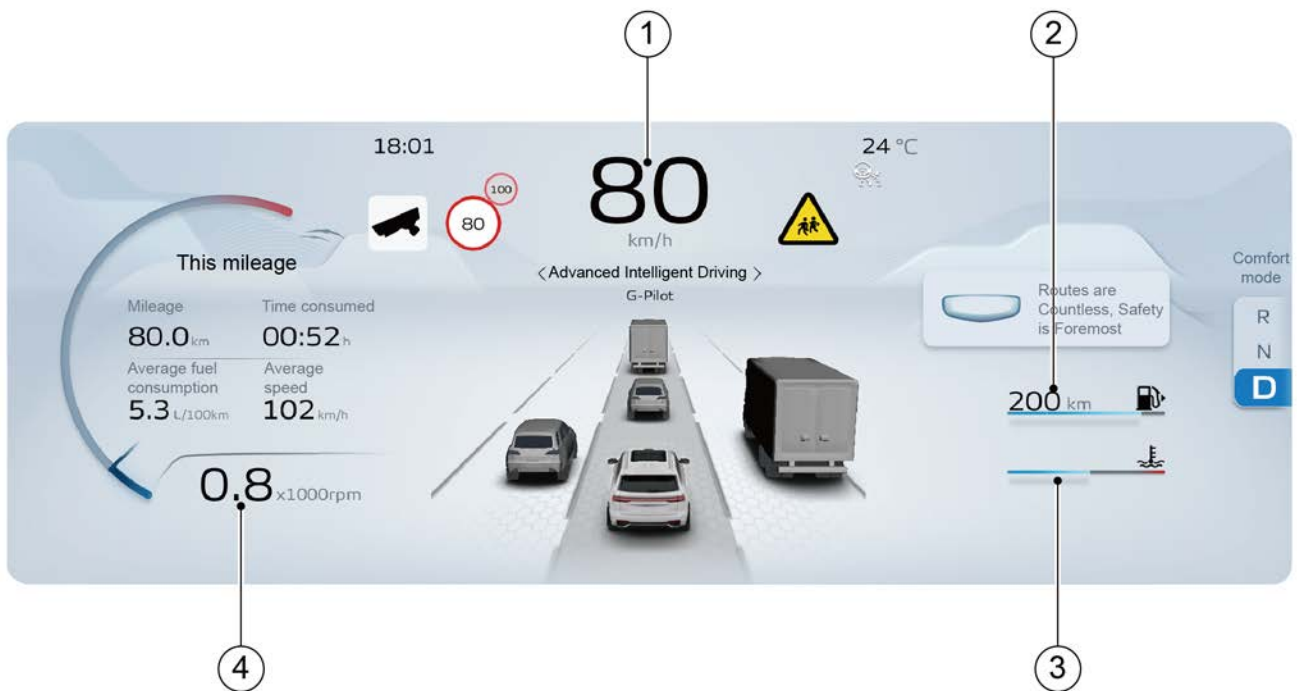 1
2
18:01
80
24 °C
100
80
km/h
This mileage
< Advanced Intelligent Driving >
G-Pilot
Comfort
mode
Mileage
Time consumed
80.0 km
00:52 h
Routes are
Countless, Safety
is Foremost
R
N
D
Average fuel
consumption
Average
speed
5.3 L/100km
102 km/h
200 km
0.8 x1000rpm
4
3